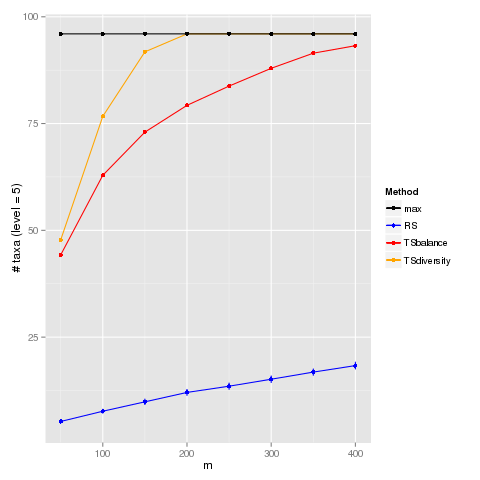 100
75
50
25
# taxa (level = 5)
100
200
300
400
m
Method
max
RS
TSbalance
TSdiversity